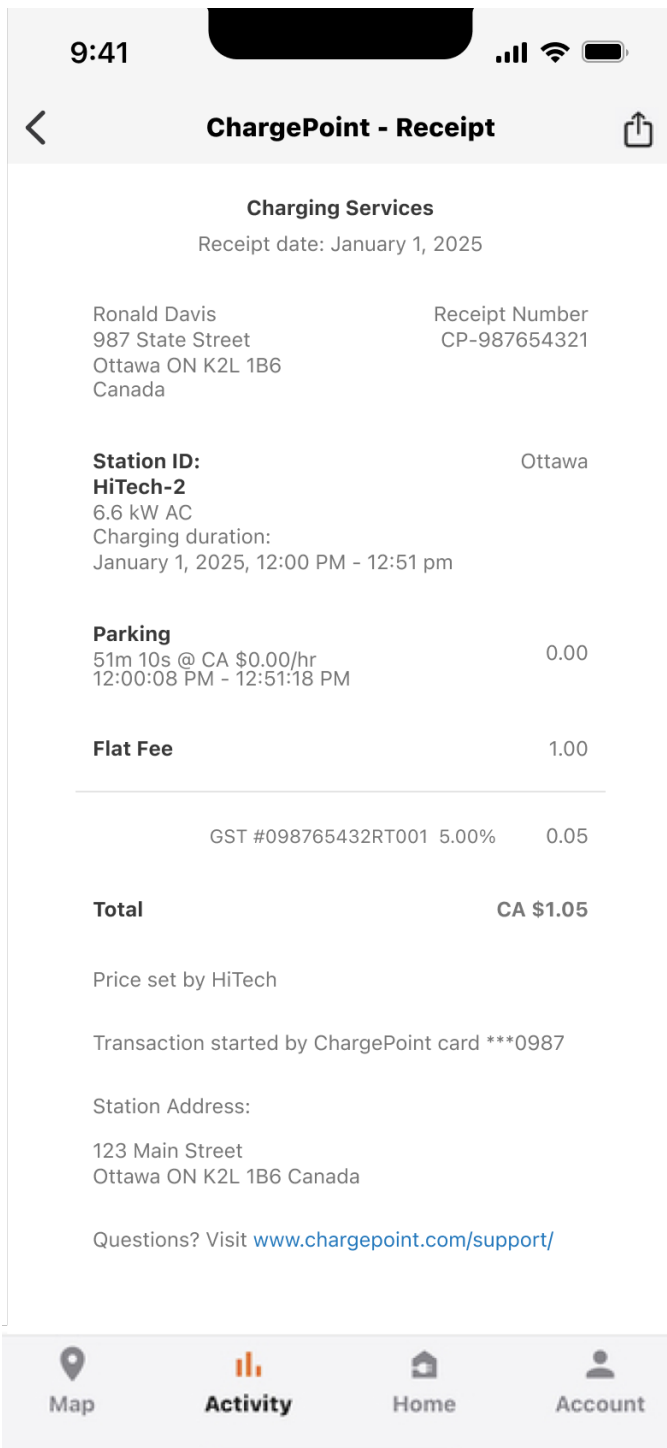 9:41
ChargePoint - Receipt
Charging Services
Receipt date: January 1, 2025
Ronald Davis
987 State Street
Ottawa ON K2L 1B6
Canada
Receipt Number
CP-987654321
Station ID:
HiTech-2
6.6 kW AC
Charging duration:
January 1, 2025, 12:00 PM - 12:51 pm
Ottawa
Parking
51m 10s @ CA $0.00/hr
12:00:08 PM - 12:51:18 PM
0.00
Flat Fee 1.00
GST #098765432RT001 5.00% 0.05
Total CA $1.05
Price set by HiTech
Transaction started by ChargePoint card ***0987
Station Address:
123 Main Street
Ottawa ON K2L 1B6 Canada
Questions? Visit www.chargepoint.com/support/
Map Activity Home Account